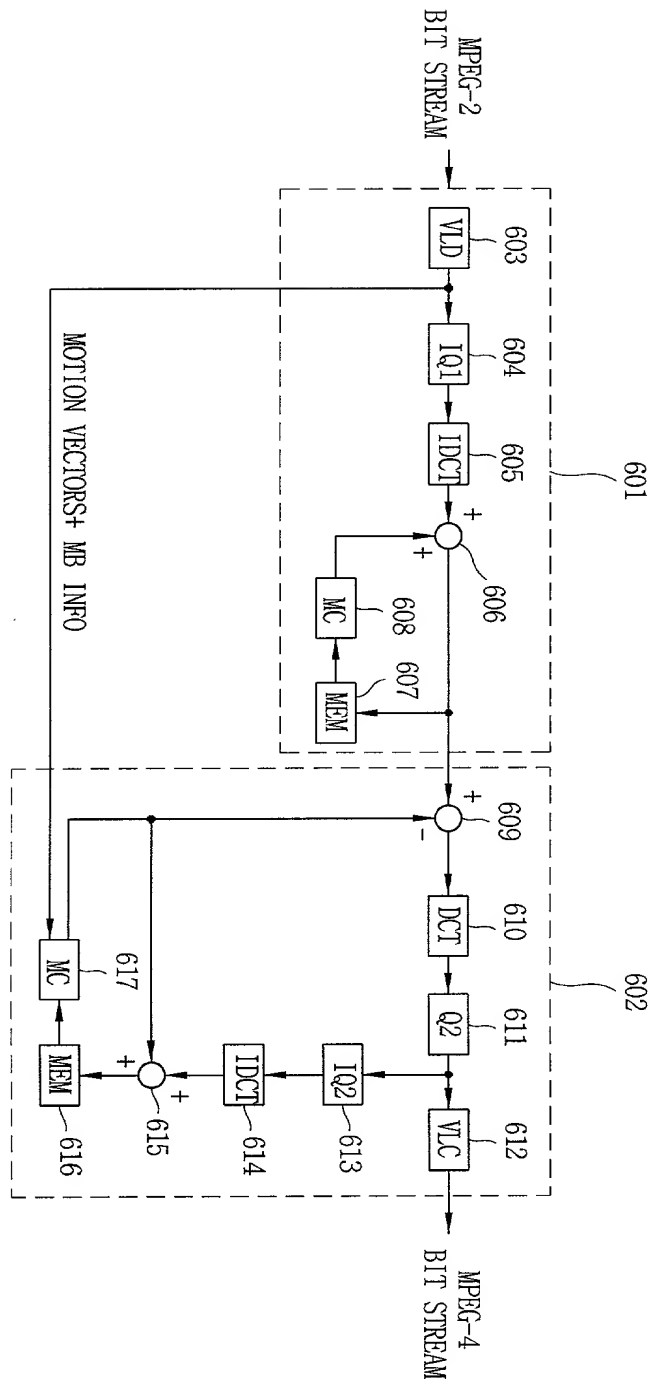 601
602
MPEG-2
BIT STREAM
603
VLD
604
IQ1
605
IDCT
+
+
606
607
MEM
608
MC
+
-
609
610
DCT
611
Q2
612
VLC
MPEG-4
BIT STREAM
613
IQ2
614
IDCT
+
+
615
MEM
616
MC
617
MOTION VECTORS+ MB INFO